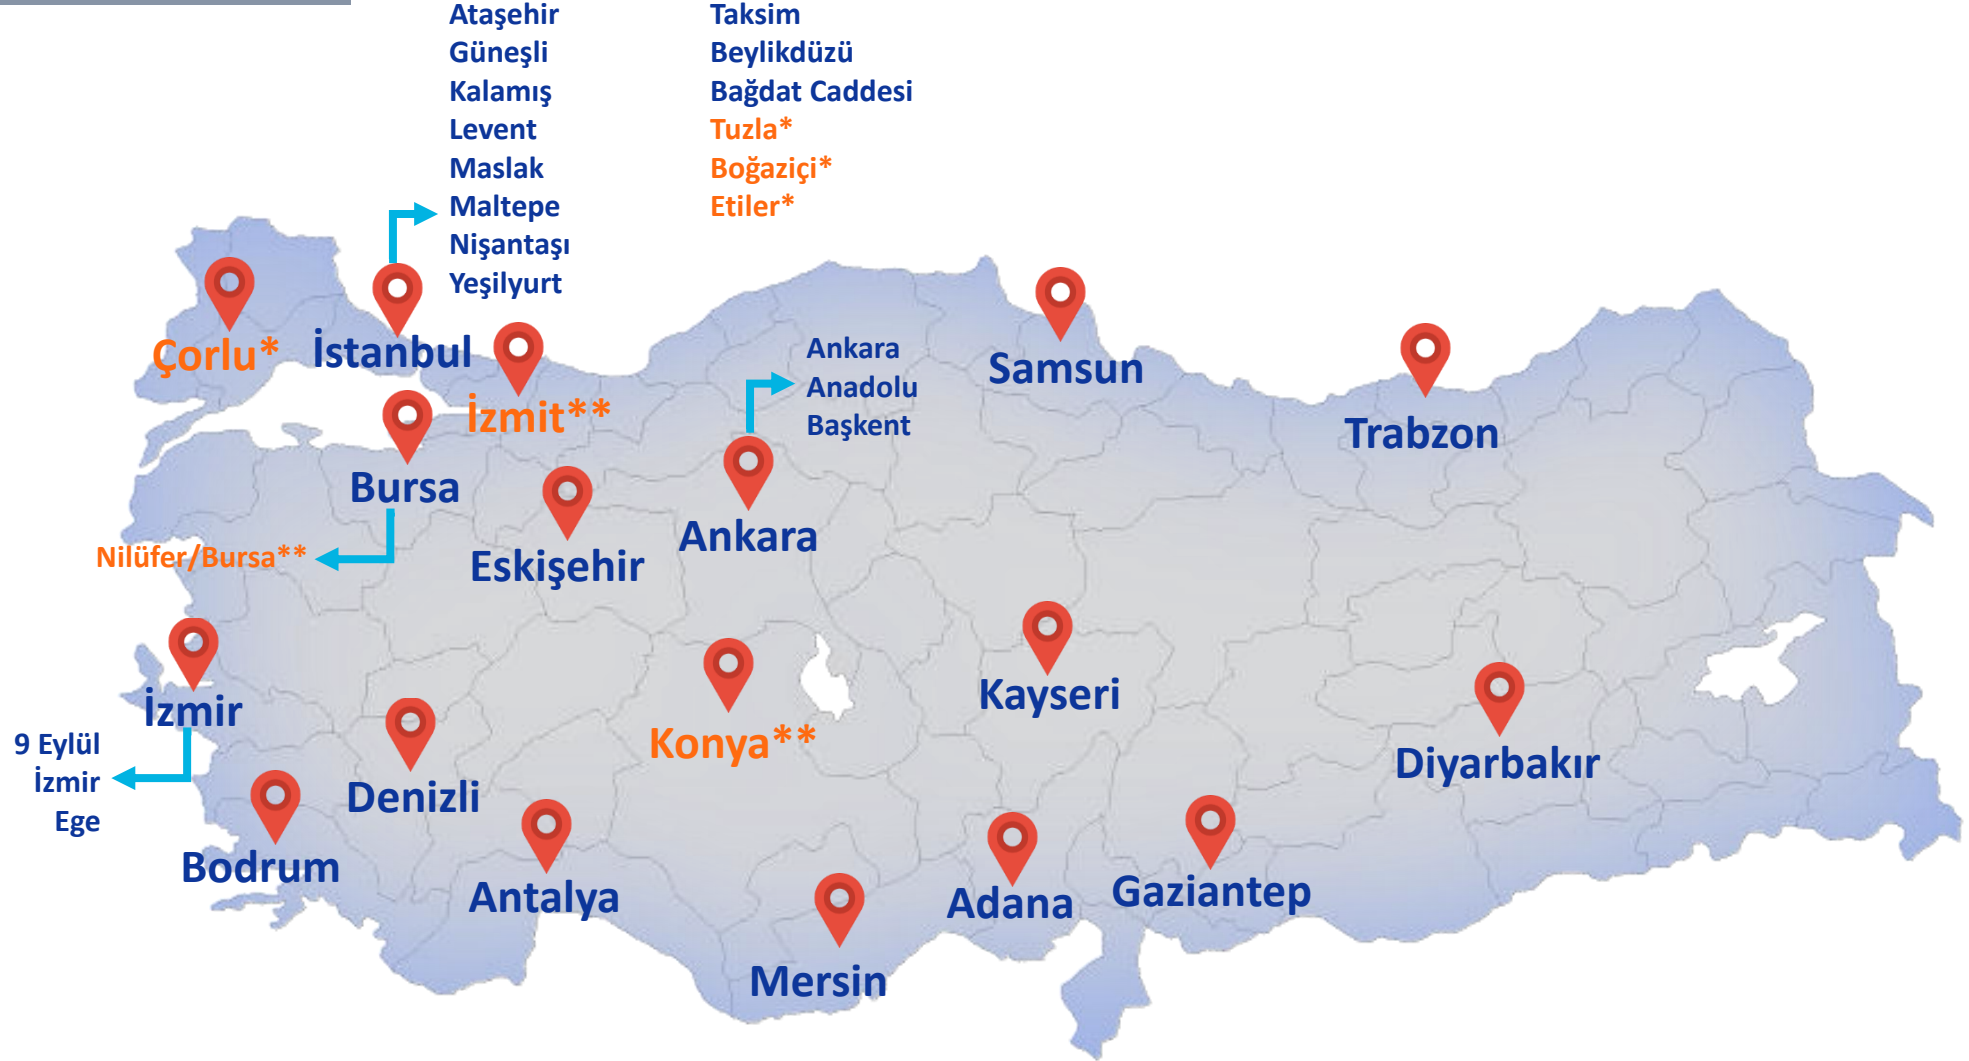 Ataşehir
Güneşli
Kalamış
Levent
Maslak
Maltepe
Nişantaşı
Yeşilyurt
Taksim
Beylikdüzü
Bağdat Caddesi
Tuzla*
Boğaziçi*
Etiler*
Çorlu*
İstanbul
İzmit**
Ankara
Anadolu
Başkent
Samsun
Trabzon
Bursa
Nilüfer/Bursa**
Eskişehir
Ankara
İzmir
9 Eylül
İzmir
Ege
Konya**
Kayseri
Diyarbakır
Denizli
Bodrum
Antalya
Mersin
Adana
Gaziantep